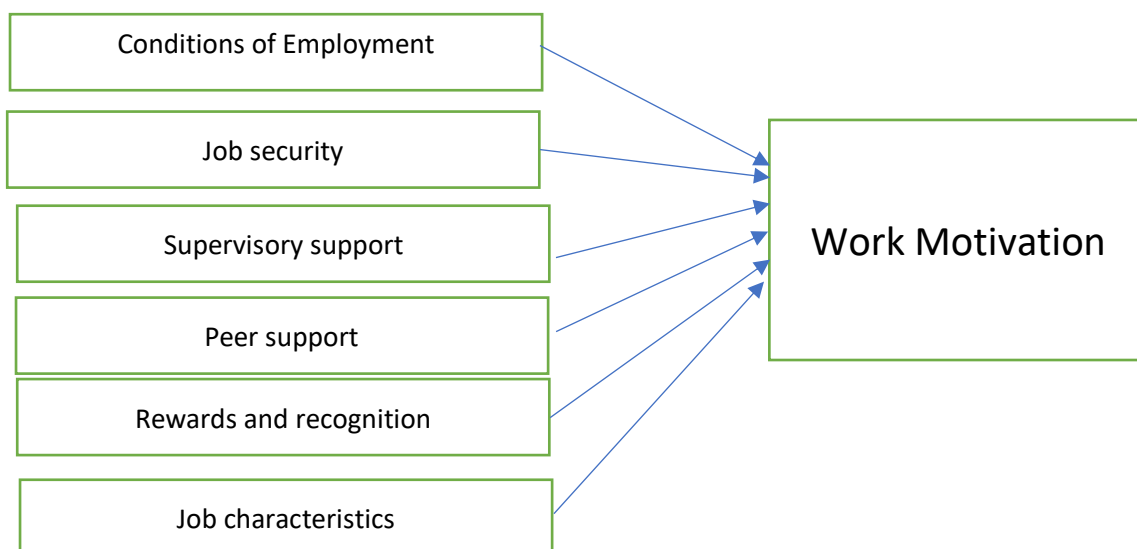 Conditions of Employment
Job security
Supervisory support
Peer support
Rewards and recognition
Job characteristics
Work Motivation